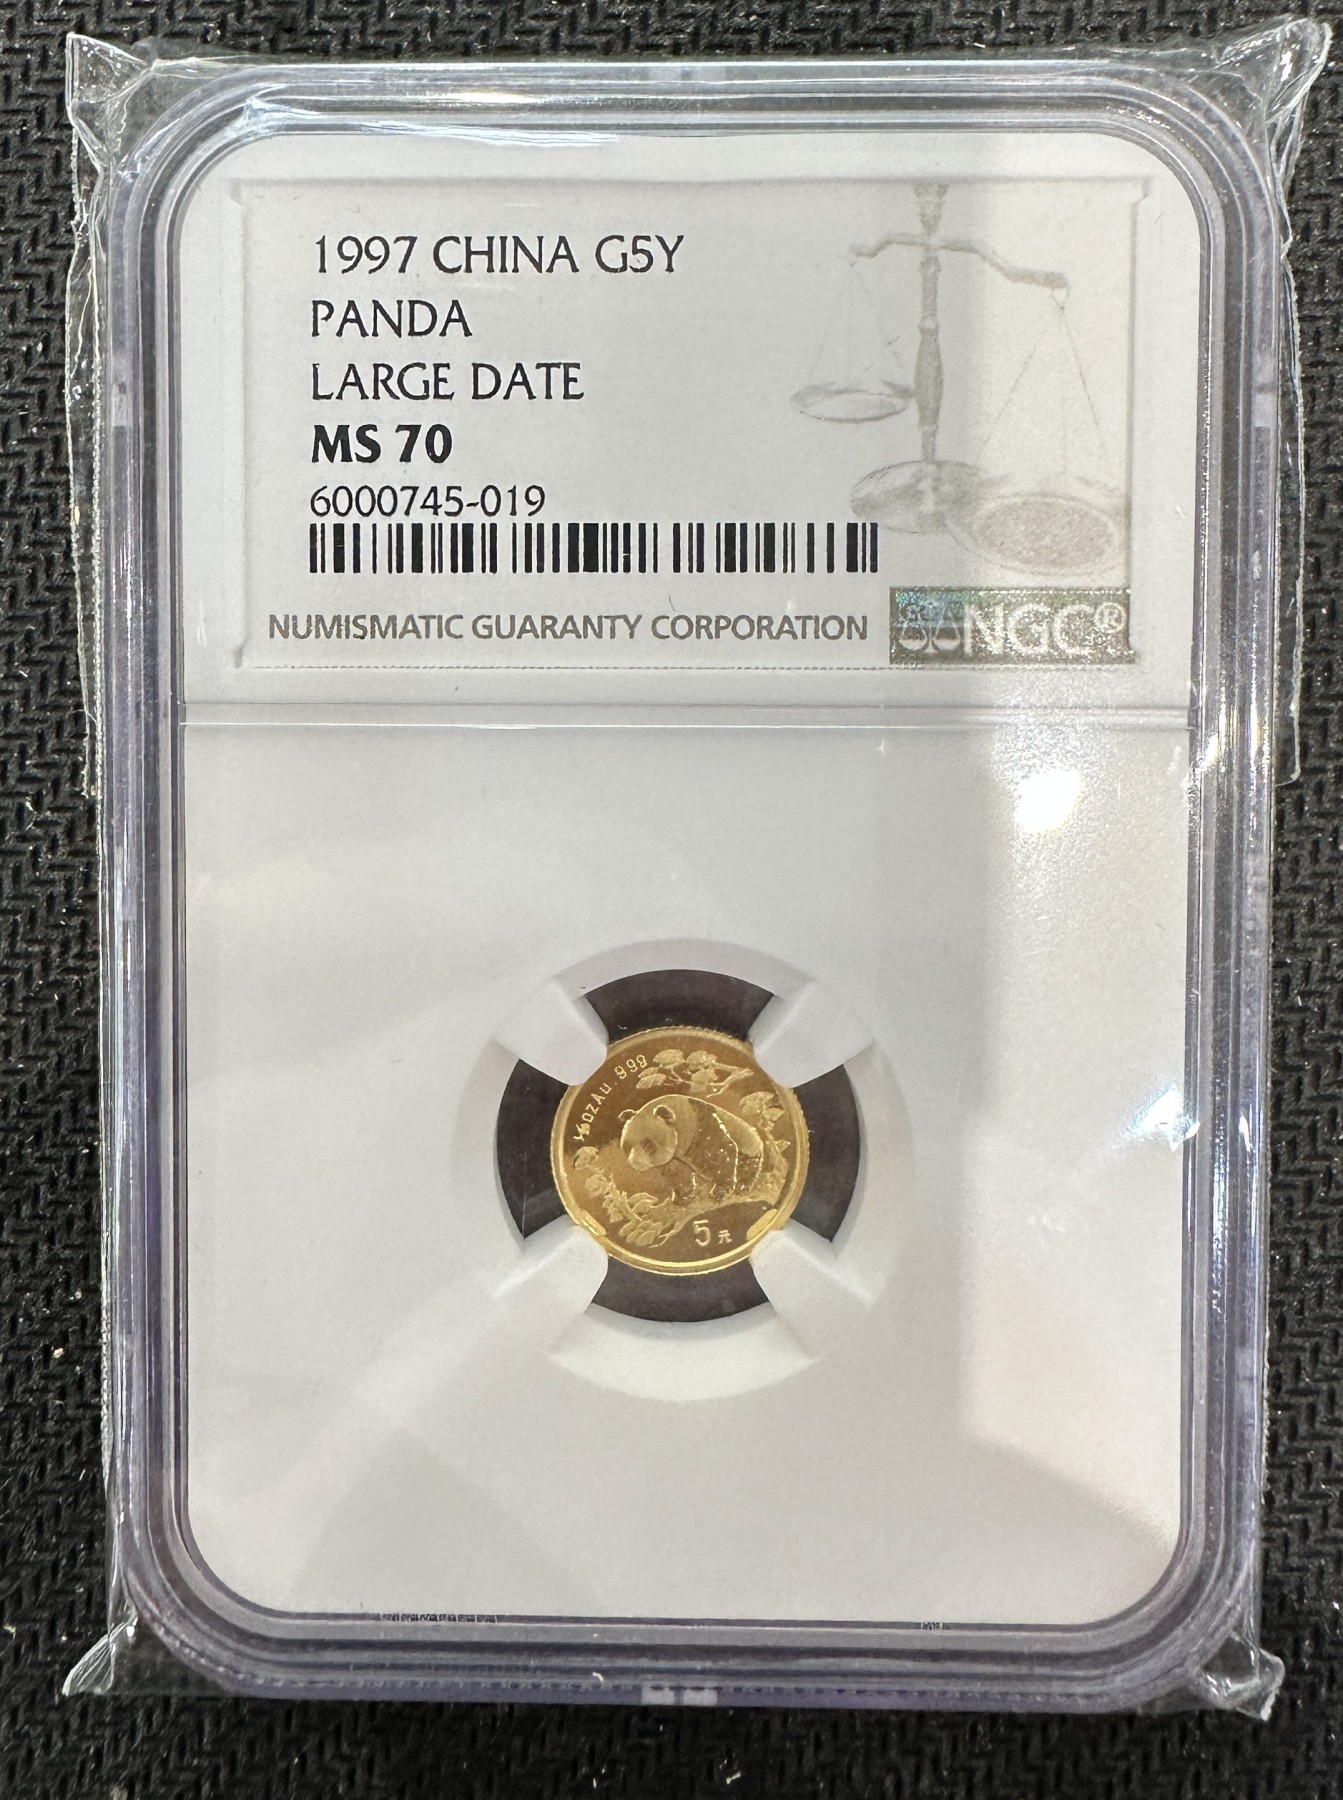 1997 CHINA G5Y
PANDA
LARGE DATE
MS 70
6000745-019
NUMISMATIC GUARANTY CORPORATION
NGC®
1/20 OZ Au .999
5元